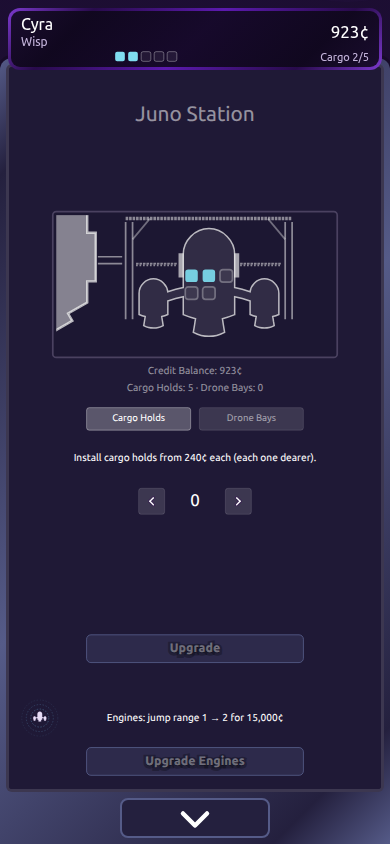 Cyra
Wisp
923¢
Cargo 2/5
Juno Station
Credit Balance: 923¢
Cargo Holds: 5 · Drone Bays: 0
Cargo Holds
Drone Bays
Install cargo holds from 240¢ each (each one dearer).
0
Upgrade
Engines: jump range 1 → 2 for 15,000¢
Upgrade Engines